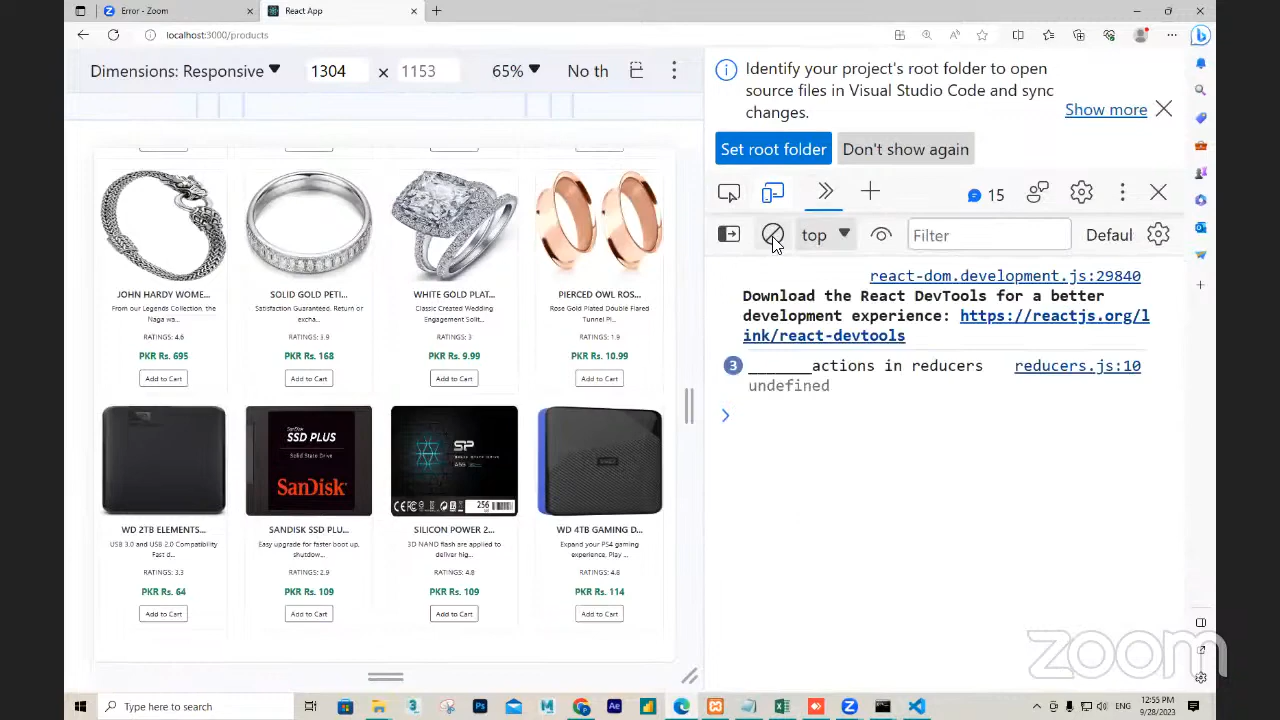 Error - Zoom
React App
localhost:3000/products
Dimensions: Responsive
1304
×
1153
65%
No th
Identify your project's root folder to open
source files in Visual Studio Code and sync
changes.
Show more
Set root folder
Don't show again
15
top
Filter
Defaul
react-dom.development.js:29840
Download the React DevTools for a better
development experience: https://reactjs.org/l
ink/react-devtools
3
_______actions in reducers
reducers.js:10
undefined
JOHN HARDY WOME...
From our Legends Collection, the
Naga wa...
RATINGS: 4.6
PKR Rs. 695
Add to Cart
SOLID GOLD PETI...
Satisfaction Guaranteed. Return or
excha...
RATINGS: 3.9
PKR Rs. 168
Add to Cart
WHITE GOLD PLAT...
Classic Created Wedding
Engagement Solit...
RATINGS: 3
PKR Rs. 9.99
Add to Cart
PIERCED OWL ROS...
Rose Gold Plated Double Flared
Tunnel Pl...
RATINGS: 1.9
PKR Rs. 10.99
Add to Cart
SanDisk
SSD PLUS
Solid State Drive
SanDisk
SP
A55
256
WD 2TB ELEMENTS...
USB 3.0 and USB 2.0 Compatibility
Fast d...
RATINGS: 3.3
PKR Rs. 64
Add to Cart
SANDISK SSD PLU...
Easy upgrade for faster boot up,
shutdow...
RATINGS: 2.9
PKR Rs. 109
Add to Cart
SILICON POWER 2...
3D NAND flash are applied to
deliver hig...
RATINGS: 4.8
PKR Rs. 109
Add to Cart
WD 4TB GAMING D...
Expand your PS4 gaming
experience, Play ...
RATINGS: 4.8
PKR Rs. 114
Add to Cart
zoom
Type here to search
12:55 PM
9/28/2023